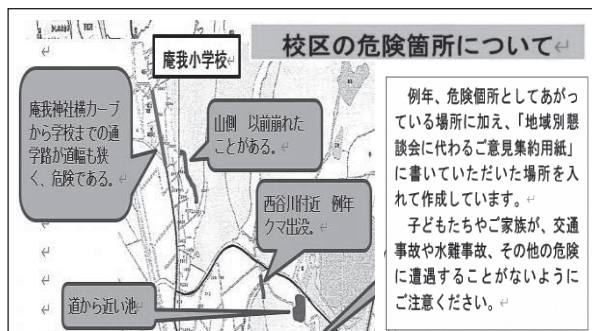 校区の危険箇所について
庵我小学校
庵我神社横カーブ
から学校までの通
学路が道幅も狭
く、危険である。
山側 以前崩れた
ことがある。
西谷川付近 例年
クマ出没。
道から近い池
例年、危険個所としてあがっ
ている場所に加え、「地域別懇
談会に代わるご意見集約用紙」
に書いていただいた場所を入
れて作成しています。
子どもたちやご家族が、交通
事故や水難事故、その他の危険
に遭遇することがないように
ご注意ください。